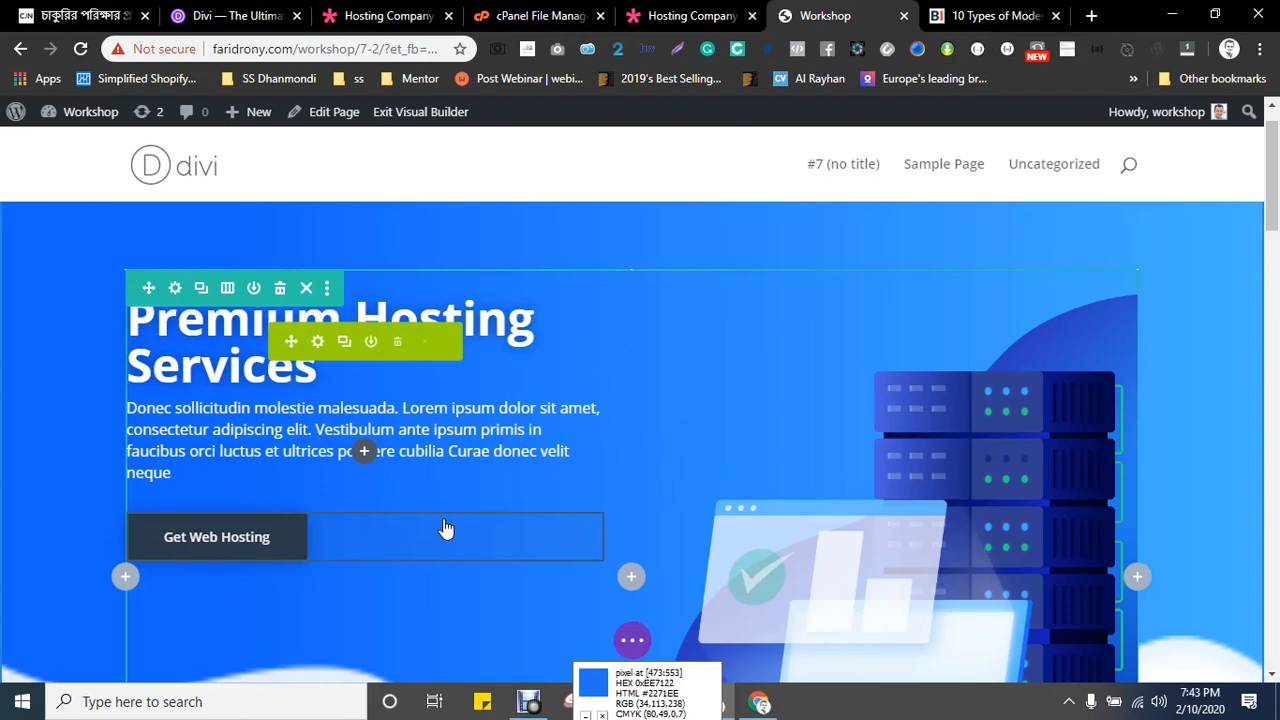 চাকুরির পরিক্ষার প্র
Divi — The Ultima
Hosting Company
cPanel File Manag
Hosting Company
Workshop
BI 10 Types of Moder
Not secure
faridrony.com/workshop/7-2/?et_fb=...
NEW
Apps
Simplified Shopify...
SS Dhanmondi
ss
Mentor
Post Webinar | webi...
2019's Best Selling...
CV Al Rayhan
Europe's leading br...
Other bookmarks
Workshop
2
0
New
Edit Page
Exit Visual Builder
Howdy, workshop
D divi
#7 (no title)
Sample Page
Uncategorized
Premium Hosting
Services
Donec sollicitudin molestie malesuada. Lorem ipsum dolor sit amet,
consectetur adipiscing elit. Vestibulum ante ipsum primis in
faucibus orci luctus et ultrices posuere cubilia Curae donec velit
neque
Get Web Hosting
pixel at [473:553]
HEX 0xEE7122
HTML #2271EE
RGB (34,113,238)
CMYK (80,49,0,7)
Type here to search
7:43 PM
2/10/2020